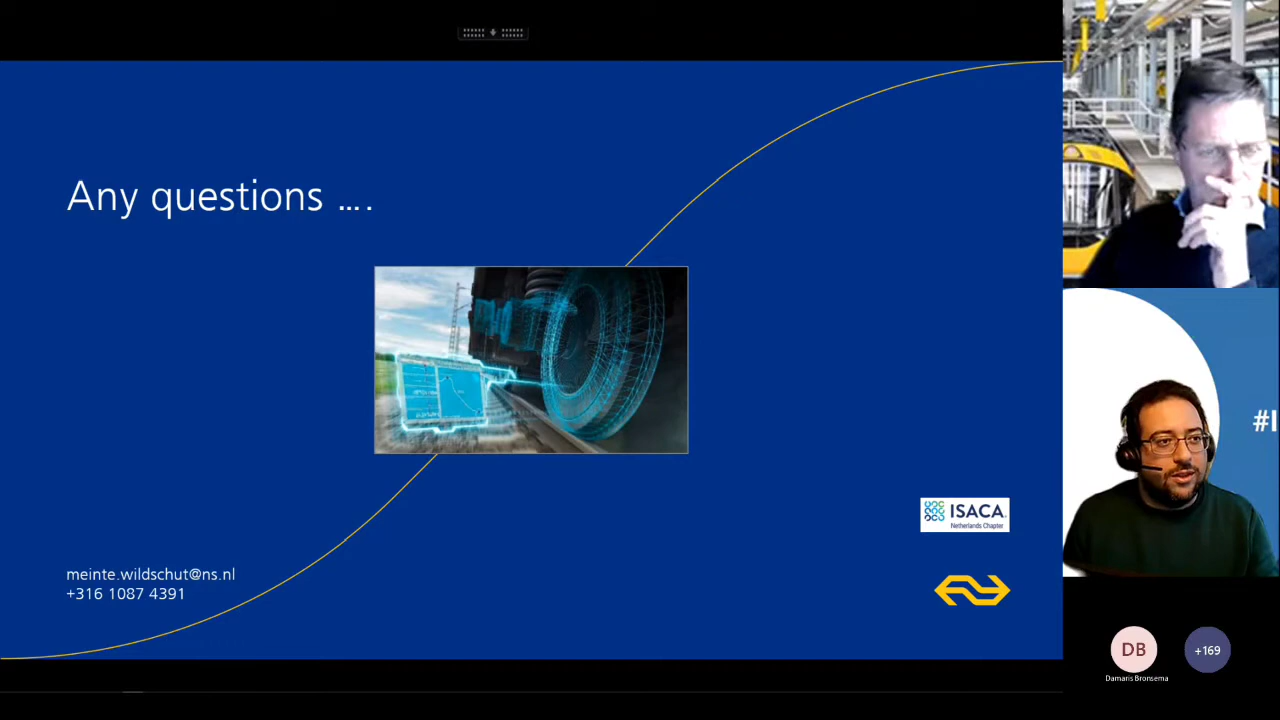 Any questions ….
ISACA.
Netherlands Chapter
meinte.wildschut@ns.nl
+316 1087 4391
#I
DB
+169
Damaris Bronsema